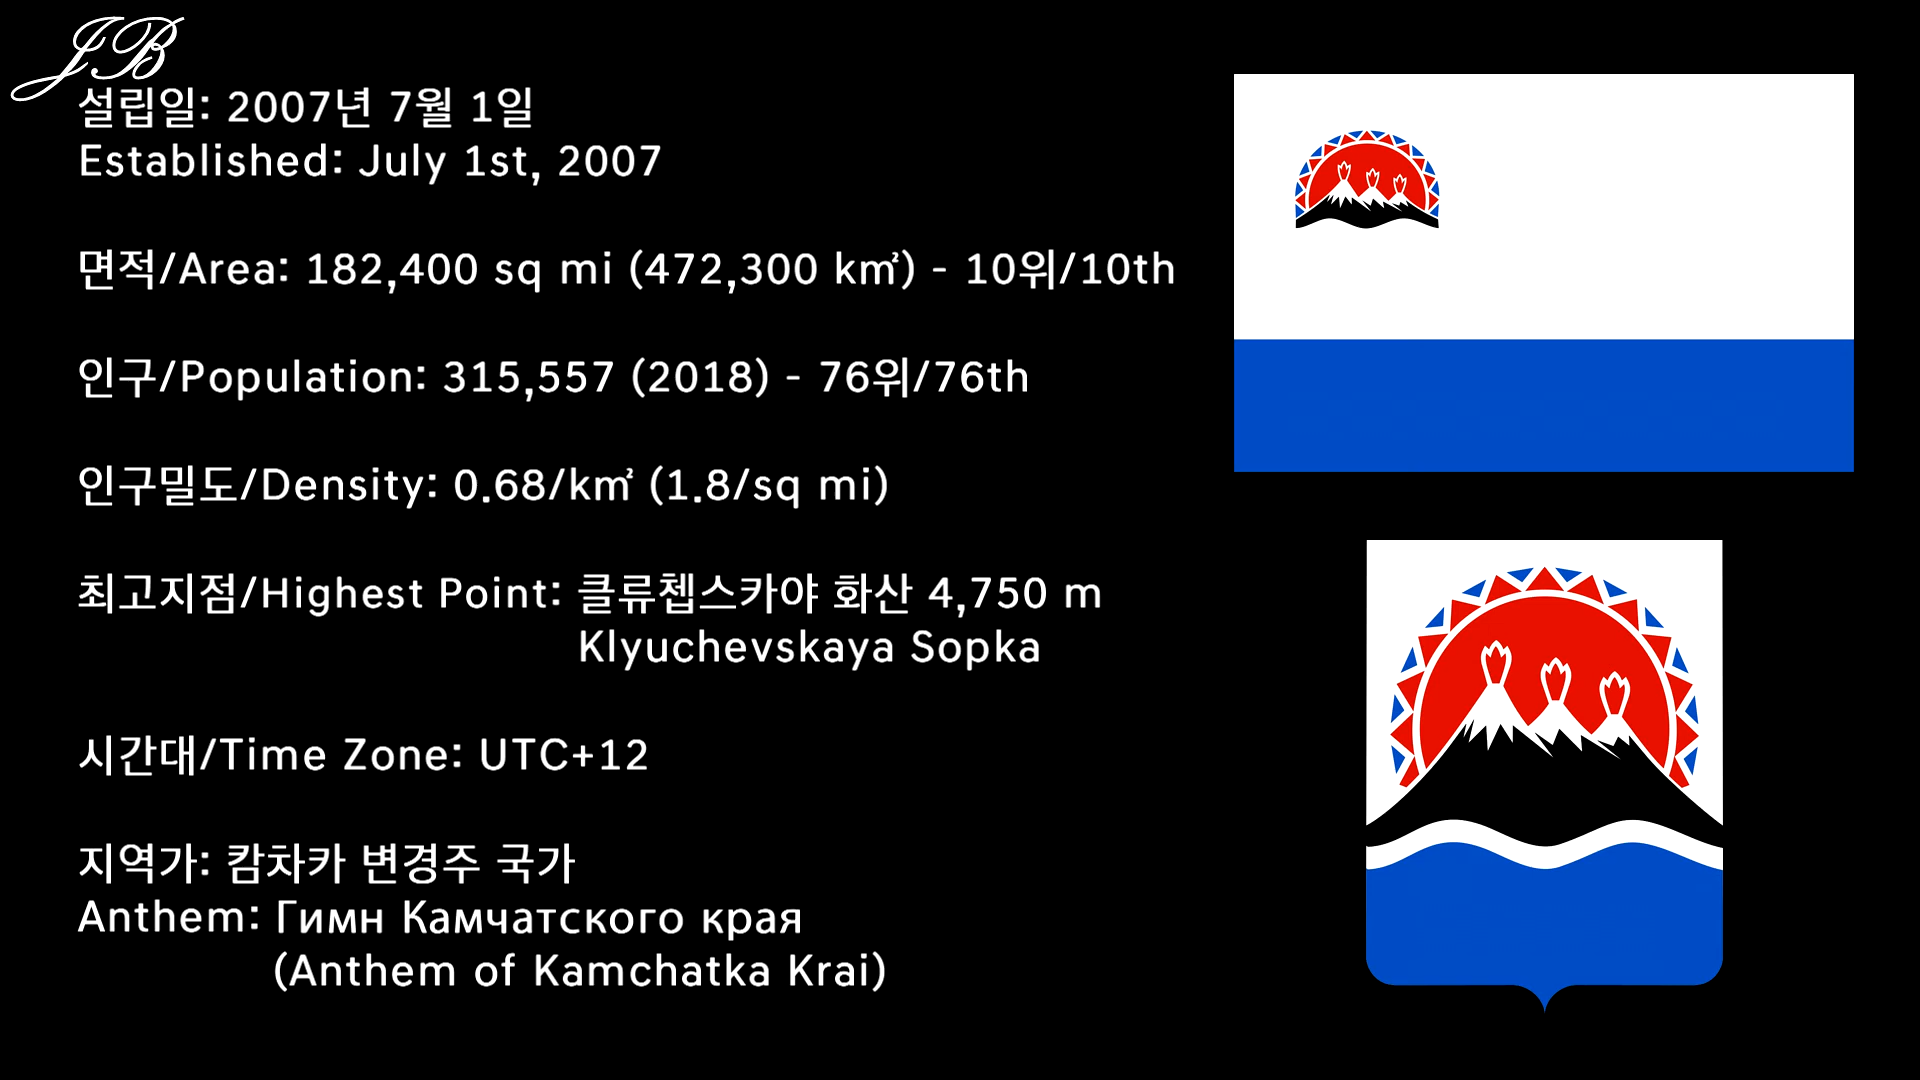 JB
설립일: 2007년 7월 1일
Established: July 1st, 2007
면적/Area: 182,400 sq mi (472,300 km²) - 10위/10th
인구/Population: 315,557 (2018) - 76위/76th
인구밀도/Density: 0.68/km² (1.8/sq mi)
최고지점/Highest Point: 클류쳅스카야 화산 4,750 m
Klyuchevskaya Sopka
시간대/Time Zone: UTC+12
지역가: 캄차카 변경주 국가
Anthem: Гимн Камчатского края
(Anthem of Kamchatka Krai)